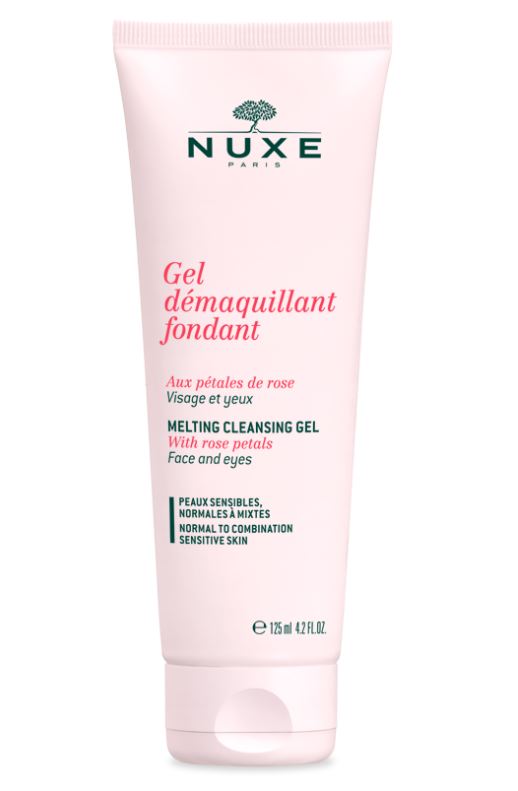 NUXE
PARIS
Gel
démaquillant
fondant
Aux pétales de rose
Visage et yeux
MELTING CLEANSING GEL
With rose petals
Face and eyes
PEAUX SENSIBLES,
NORMALES À MIXTES
NORMAL TO COMBINATION
SENSITIVE SKIN
℮ 125 ml 4.2 FL.OZ.